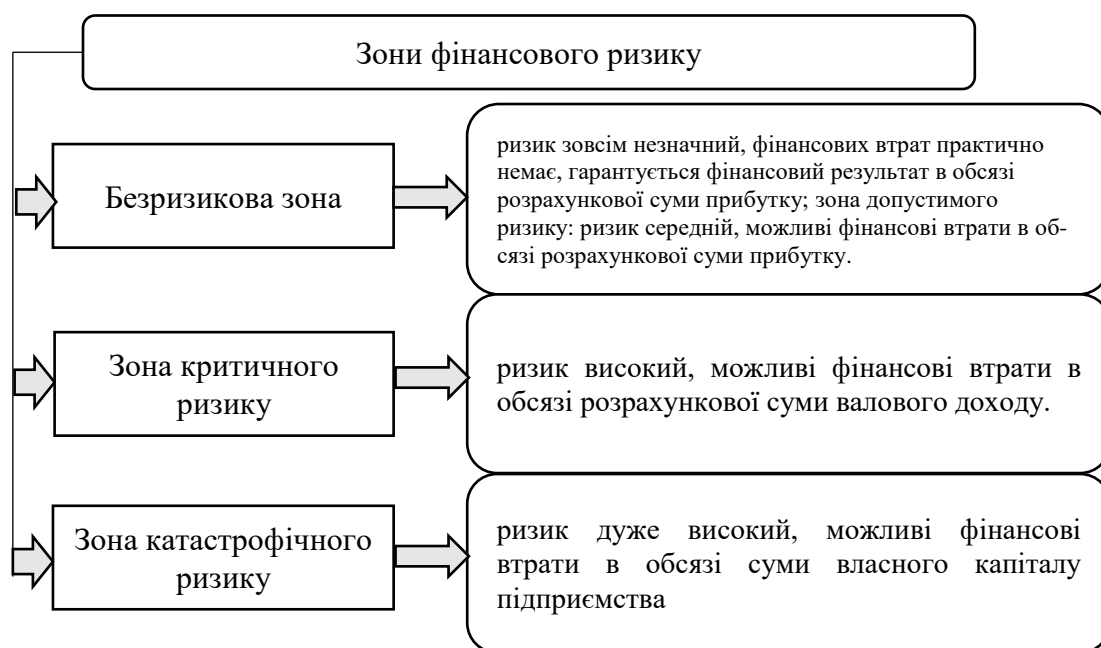 Зони фінансового ризику
Безризикова зона
ризик зовсім незначний, фінансових втрат практично
немає, гарантується фінансовий результат в обсязі
розрахункової суми прибутку; зона допустимого
ризику: ризик середній, можливі фінансові втрати в об-
сязі розрахункової суми прибутку.
Зона критичного
ризику
ризик високий, можливі фінансові втрати в
обсязі розрахункової суми валового доходу.
Зона катастрофічного
ризику
ризик дуже високий, можливі фінансові
втрати в обсязі суми власного капіталу
підприємства